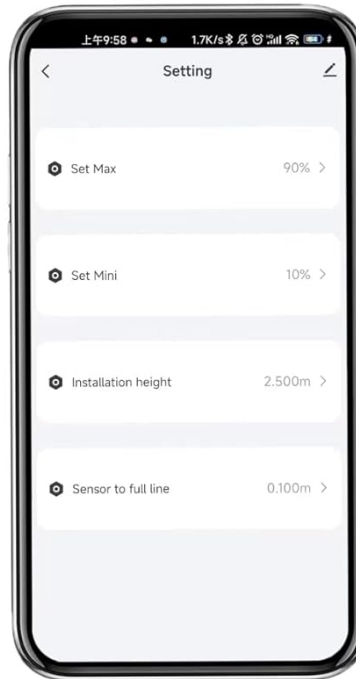 上午9:58 1.7K/s
Setting
Set Max 90%
Set Mini 10%
Installation height 2.500m
Sensor to full line 0.100m